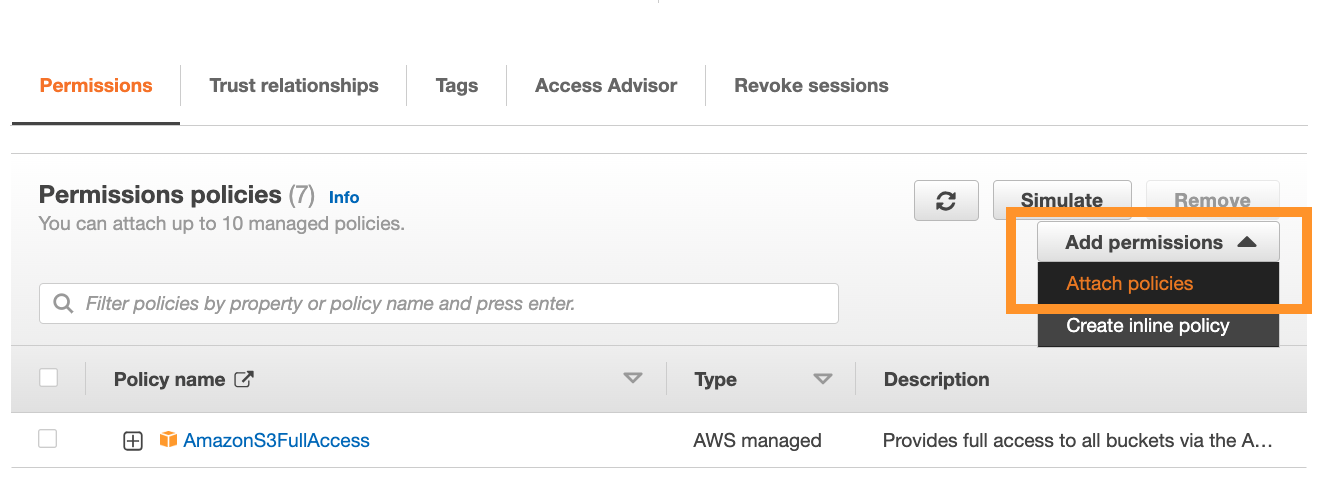 Permissions
Trust relationships
Tags
Access Advisor
Revoke sessions
Permissions policies (7) Info
You can attach up to 10 managed policies.
Simulate
Remove
Add permissions
Attach policies
Create inline policy
Filter policies by property or policy name and press enter.
Policy name
Type
Description
AmazonS3FullAccess
AWS managed
Provides full access to all buckets via the A...